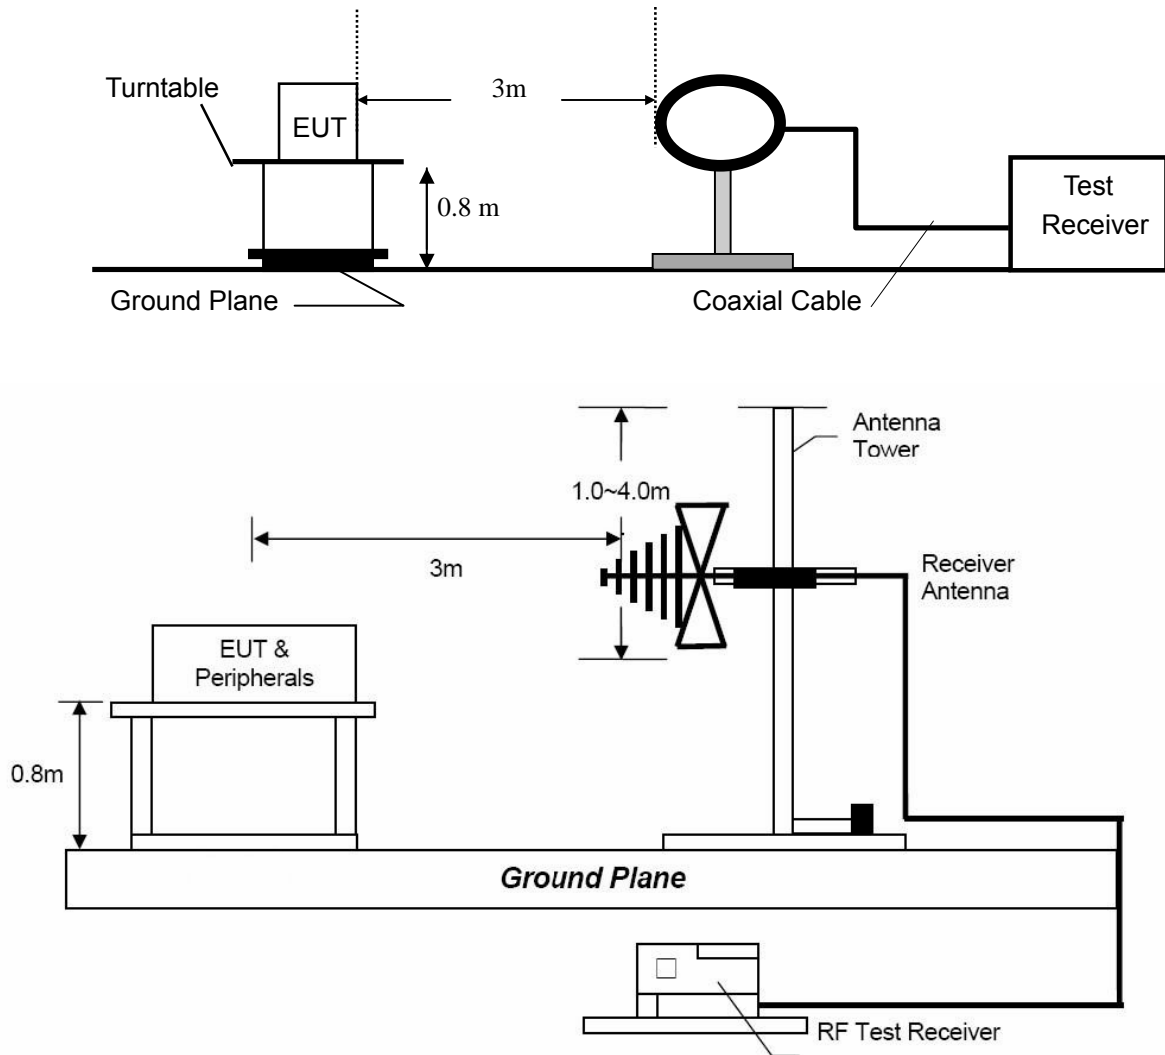 3m
Turntable
EUT
0.8 m
Test
Receiver
Ground Plane
Coaxial Cable
Antenna
Tower
1.0~4.0m
3m
Receiver
Antenna
EUT &
Peripherals
0.8m
Ground Plane
RF Test Receiver